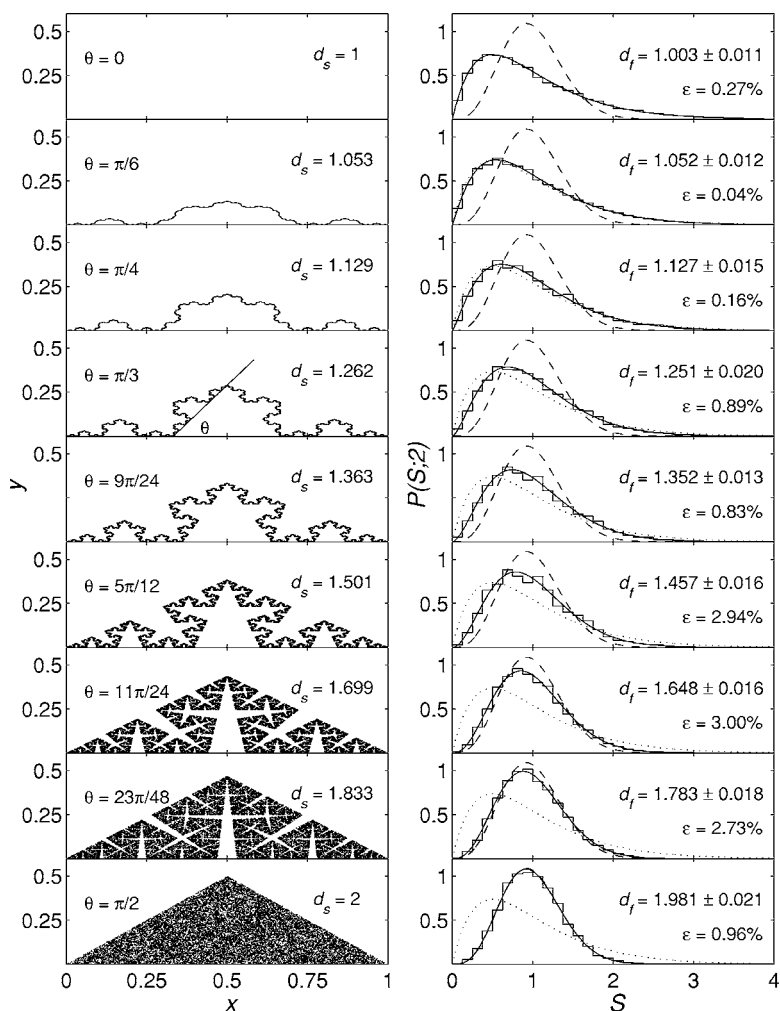 0.5
0.25
θ = 0
d_s = 1
1
0.5
d_f = 1.003 ± 0.011
ε = 0.27%
0.5
0.25
θ = π/6
d_s = 1.053
1
0.5
d_f = 1.052 ± 0.012
ε = 0.04%
0.5
0.25
θ = π/4
d_s = 1.129
1
0.5
d_f = 1.127 ± 0.015
ε = 0.16%
0.5
0.25
θ = π/3
θ
d_s = 1.262
1
0.5
d_f = 1.251 ± 0.020
ε = 0.89%
y
0.5
0.25
θ = 9π/24
d_s = 1.363
P(S;2)
1
0.5
d_f = 1.352 ± 0.013
ε = 0.83%
0.5
0.25
θ = 5π/12
d_s = 1.501
1
0.5
d_f = 1.457 ± 0.016
ε = 2.94%
0.5
0.25
θ = 11π/24
d_s = 1.699
1
0.5
d_f = 1.648 ± 0.016
ε = 3.00%
0.5
0.25
θ = 23π/48
d_s = 1.833
1
0.5
d_f = 1.783 ± 0.018
ε = 2.73%
0.5
0.25
θ = π/2
d_s = 2
1
0.5
d_f = 1.981 ± 0.021
ε = 0.96%
0 0.25 0.5 0.75 1
x
0 1 2 3 4
S